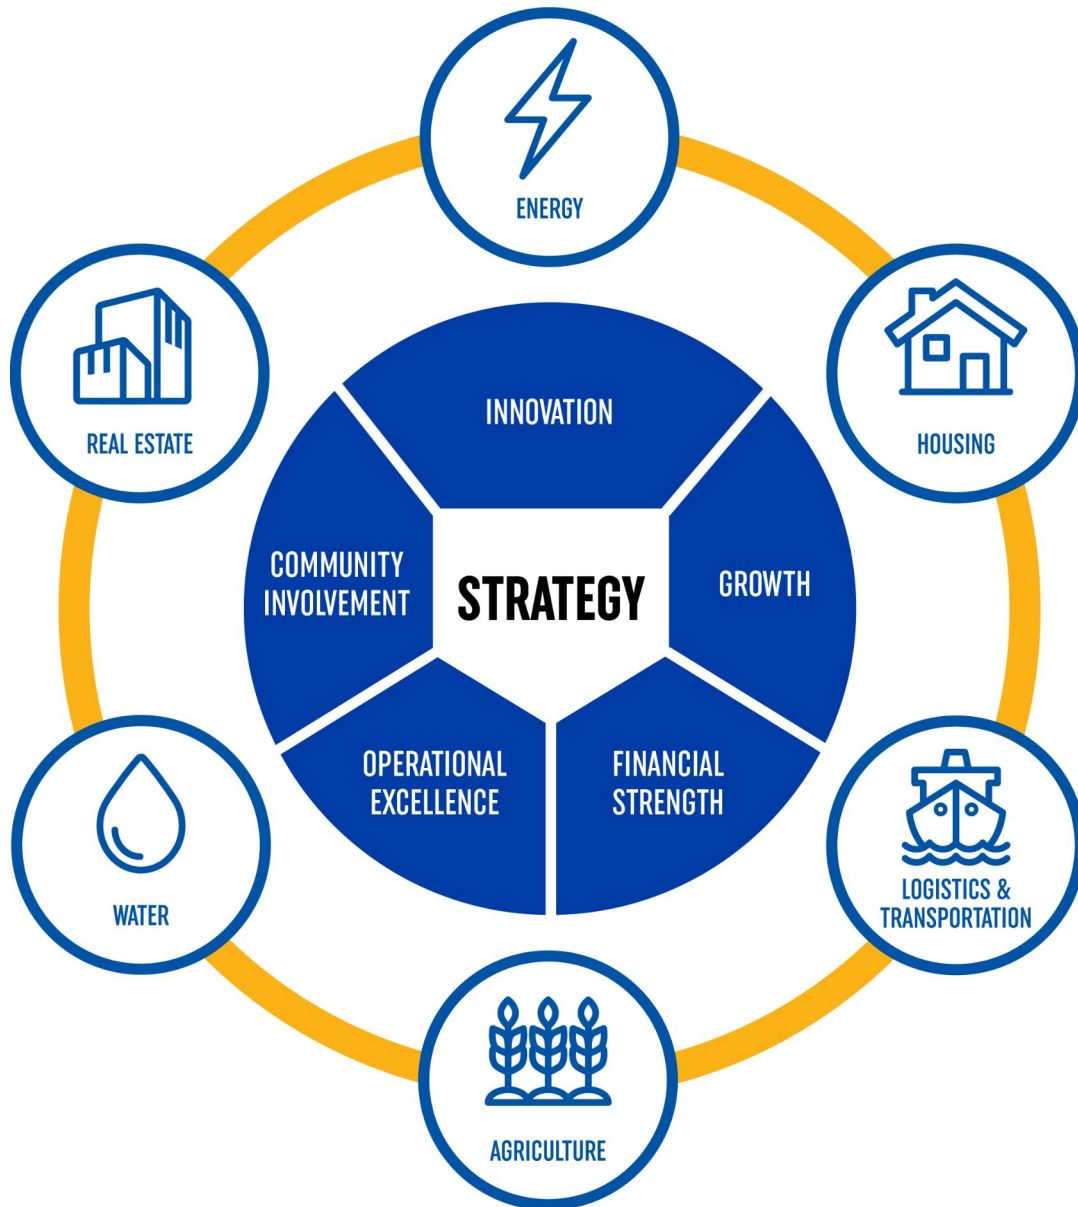 ENERGY
REAL ESTATE
HOUSING
INNOVATION
COMMUNITY
INVOLVEMENT
STRATEGY
GROWTH
OPERATIONAL
EXCELLENCE
FINANCIAL
STRENGTH
WATER
LOGISTICS &
TRANSPORTATION
AGRICULTURE